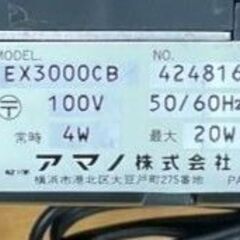 MODEL. NO.
EX3000CB 424816
〒 100V 50/60Hz
常時 4W 最大 20W
アマノ株式会社
横浜市港北区大豆戸町275番地 PA